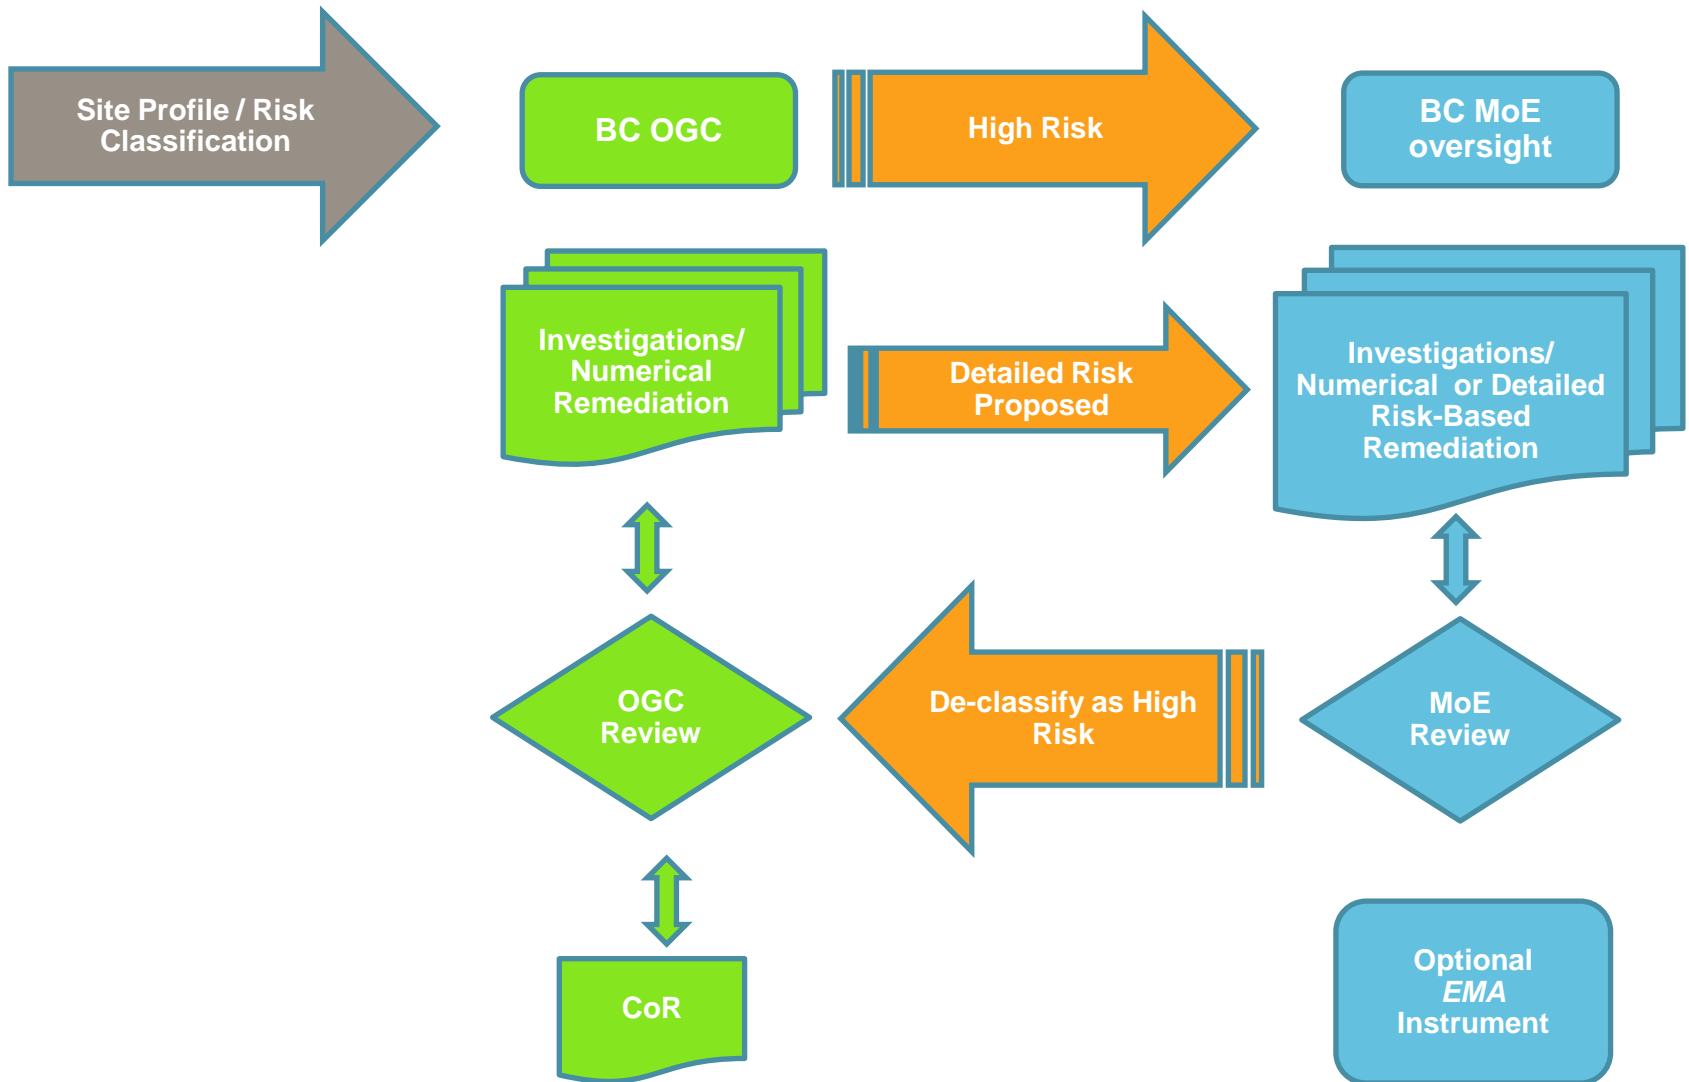 Site Profile / Risk
Classification
BC OGC
High Risk
BC MoE
oversight
Investigations/
Numerical
Remediation
Detailed Risk
Proposed
Investigations/
Numerical or Detailed
Risk-Based
Remediation
OGC
Review
De-classify as High
Risk
MoE
Review
CoR
Optional
EMA
Instrument